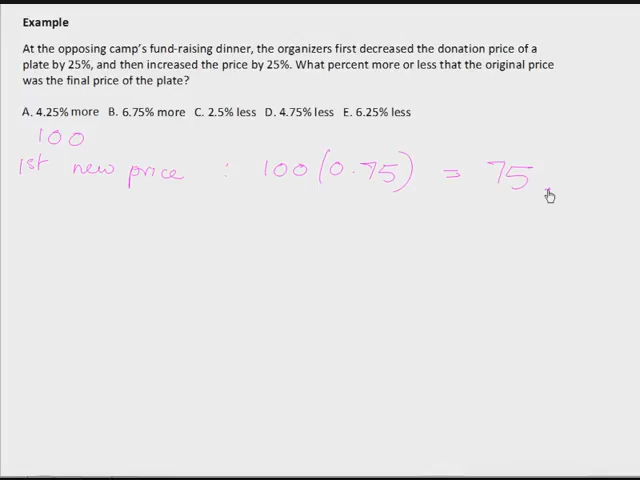 Example
At the opposing camp's fund-raising dinner, the organizers first decreased the donation price of a
plate by 25%, and then increased the price by 25%. What percent more or less that the original price
was the final price of the plate?
A. 4.25% more B. 6.75% more C. 2.5% less D. 4.75% less E. 6.25% less
100
1st new price : 100 (0.75) = 75